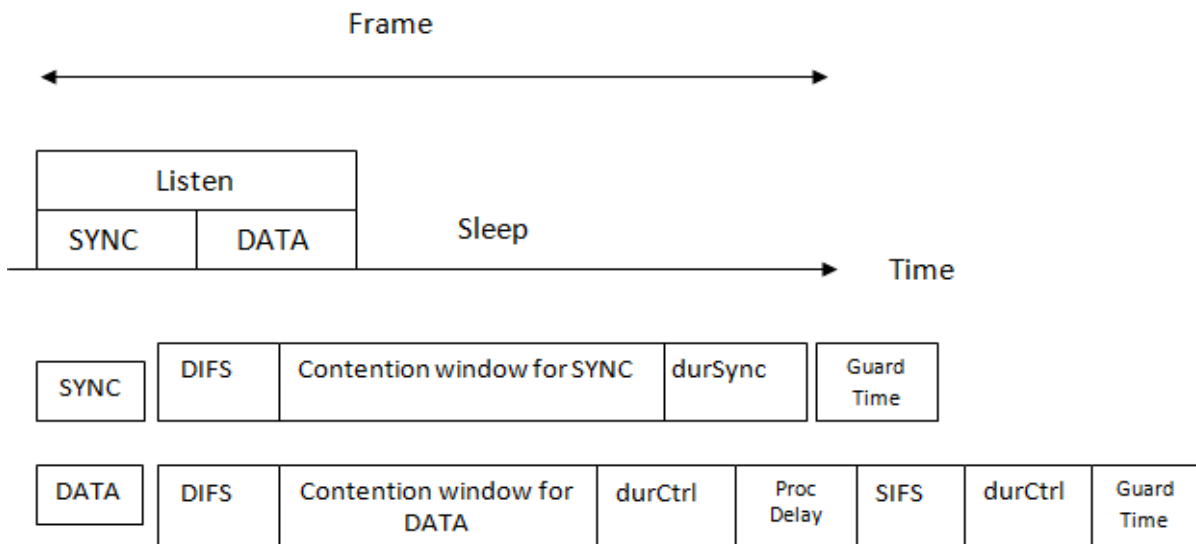 Frame
Listen
SYNC
DATA
Sleep
Time
SYNC
DIFS
Contention window for SYNC
durSync
Guard
Time
DATA
DIFS
Contention window for
DATA
durCtrl
Proc
Delay
SIFS
durCtrl
Guard
Time